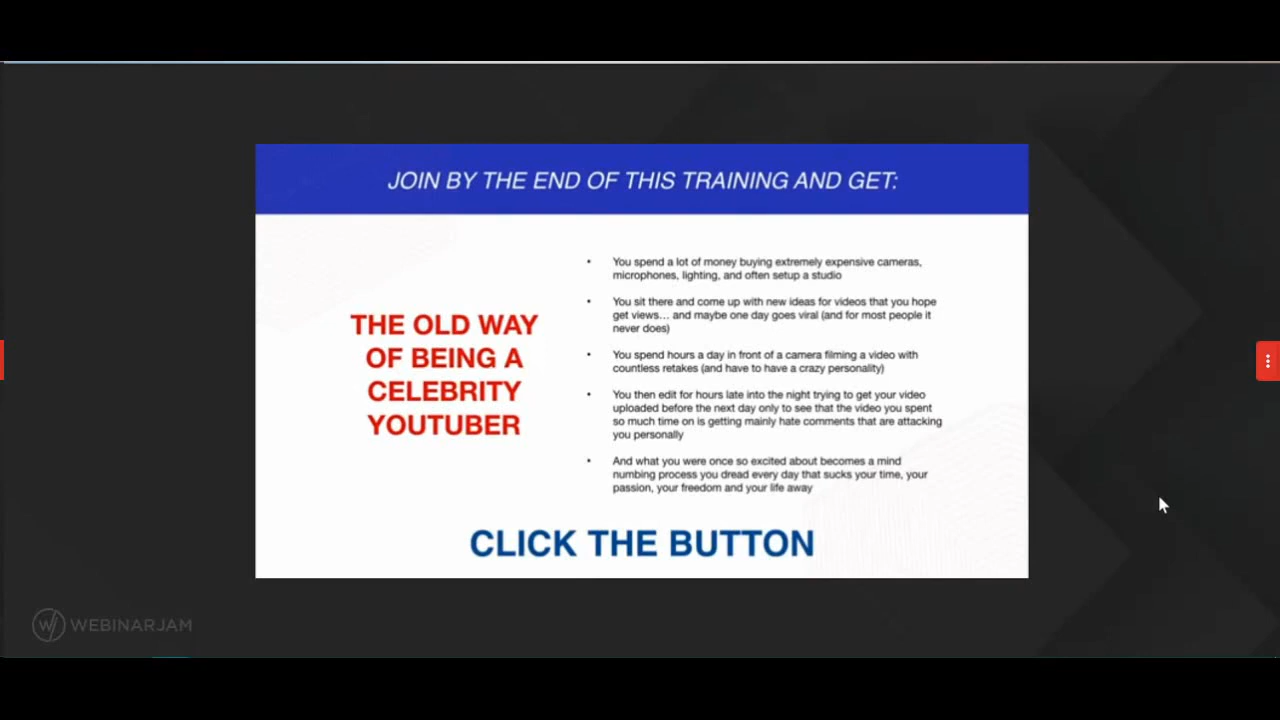 JOIN BY THE END OF THIS TRAINING AND GET:
THE OLD WAY
OF BEING A
CELEBRITY
YOUTUBER
• You spend a lot of money buying extremely expensive cameras,
microphones, lighting, and often setup a studio
• You sit there and come up with new ideas for videos that you hope
get views... and maybe one day goes viral (and for most people it
never does)
• You spend hours a day in front of a camera filming a video with
countless retakes (and have to have a crazy personality)
• You then edit for hours late into the night trying to get your video
uploaded before the next day only to see that the video you spent
so much time on is getting mainly hate comments that are attacking
you personally
• And what you were once so excited about becomes a mind
numbing process you dread every day that sucks your time, your
passion, your freedom and your life away
CLICK THE BUTTON
WEBINARJAM